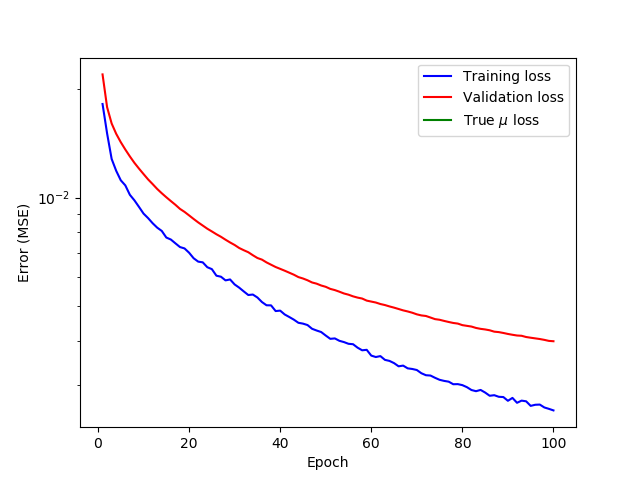 Training loss
Validation loss
True μ loss
10⁻²
Error (MSE)
0 20 40 60 80 100
Epoch